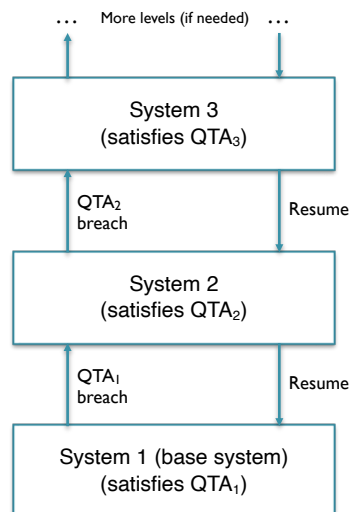 ... More levels (if needed) ...
System 3
(satisfies QTA₃)
QTA₂
breach
Resume
System 2
(satisfies QTA₂)
QTA₁
breach
Resume
System 1 (base system)
(satisfies QTA₁)